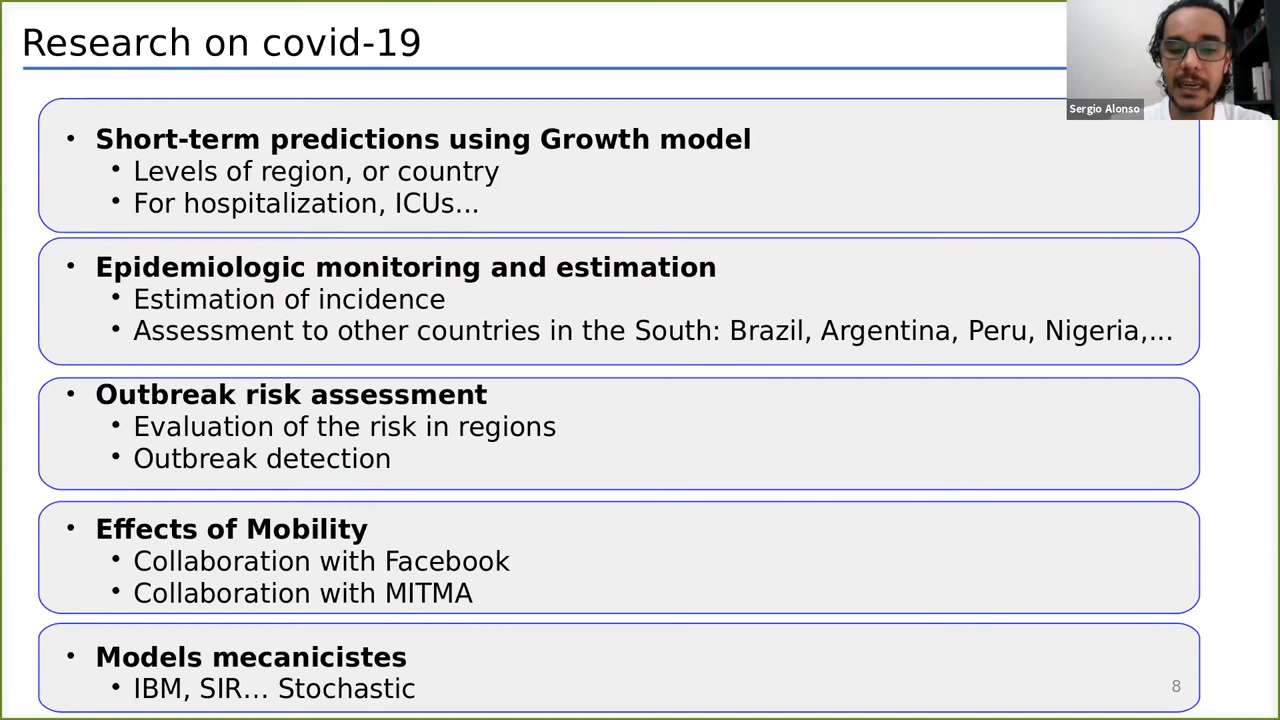 Research on covid-19
Sergio Alonso
• Short-term predictions using Growth model
• Levels of region, or country
• For hospitalization, ICUs...
• Epidemiologic monitoring and estimation
• Estimation of incidence
• Assessment to other countries in the South: Brazil, Argentina, Peru, Nigeria,...
• Outbreak risk assessment
• Evaluation of the risk in regions
• Outbreak detection
• Effects of Mobility
• Collaboration with Facebook
• Collaboration with MITMA
• Models mecanicistes
• IBM, SIR... Stochastic
8